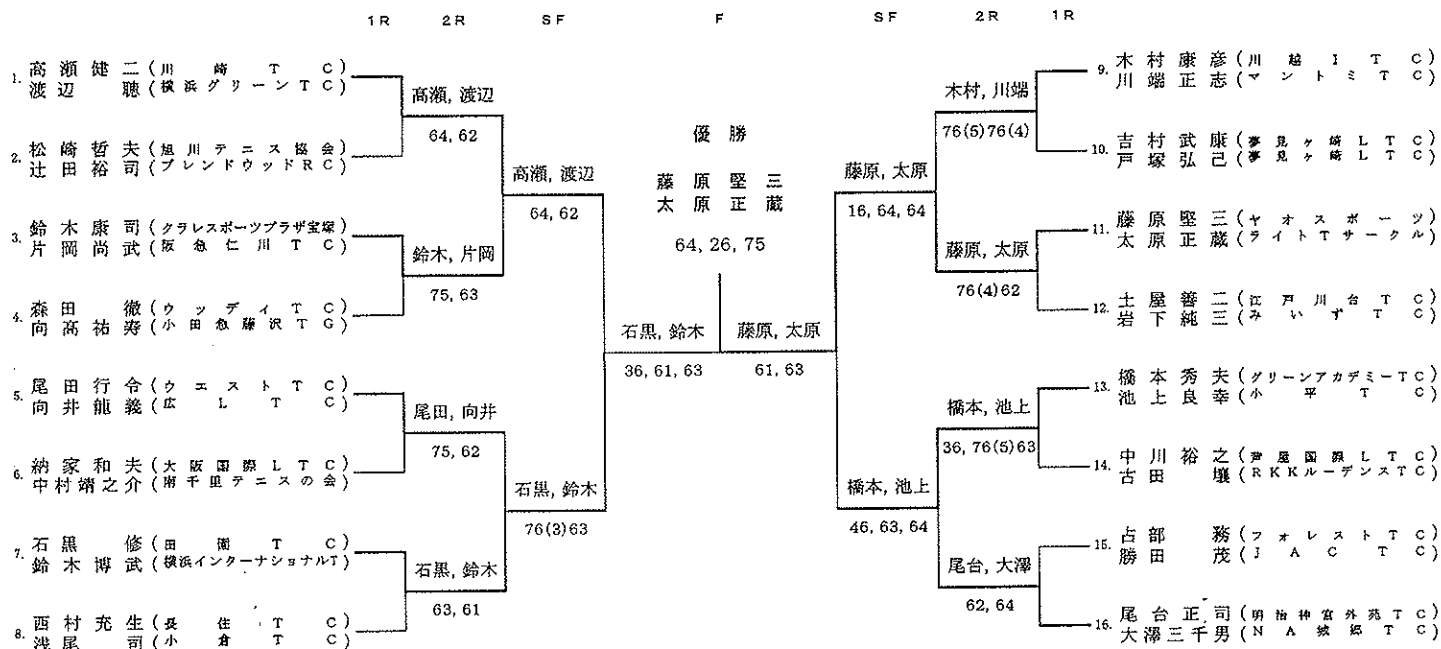 1R 2R SF F SF 2R 1R
1. 高瀬健二(川崎TC)
渡辺聰(横浜グリーンTC)
高瀬, 渡辺
64, 62
2. 松崎哲夫(旭川テニス協会)
辻田裕司(ブレンドウッドRC)
高瀬, 渡辺
64, 62
3. 鈴木康司(クラレスポーツプラザ宝塚)
片岡尚武(阪急仁川TC)
鈴木, 片岡
75, 63
4. 森田徹(ウッディTC)
向高祐寿(小田急藤沢TG)
石黒, 鈴木
36, 61, 63
5. 尾田行令(ウエストTC)
向井龍義(広LTC)
尾田, 向井
75, 62
6. 納家和夫(大阪国際LTC)
中村靖之介(南千里テニスの会)
石黒, 鈴木
76(3)63
7. 石黒修(田園TC)
鈴木博武(横浜インターナショナルT)
石黒, 鈴木
63, 61
8. 西村充生(長住TC)
浅尾司(小倉TC)
優勝
藤原堅三
太原正蔵
64, 26, 75
9. 木村康彦(川越ITC)
川端正志(マントミTC)
木村, 川端
76(5)76(4)
10. 吉村武康(夢見ヶ崎LTC)
戸塚弘己(夢見ヶ崎LTC)
藤原, 太原
16, 64, 64
11. 藤原堅三(ヤオスポーツ)
太原正蔵(ライトTサークル)
藤原, 太原
76(4)62
12. 土屋善二(江戸川台TC)
岩下純三(みいずTC)
藤原, 太原
61, 63
13. 橋本秀夫(グリーンアカデミーTC)
池上良幸(小平TC)
橋本, 池上
36, 76(5)63
14. 中川裕之(芦屋国際LTC)
古田壤(RKKルーデンスTC)
橋本, 池上
46, 63, 64
15. 占部務(フォレストTC)
勝田茂(JACTC)
尾台, 大澤
62, 64
16. 尾台正司(明治神宮外苑TC)
大澤三千男(NA城郷TC)